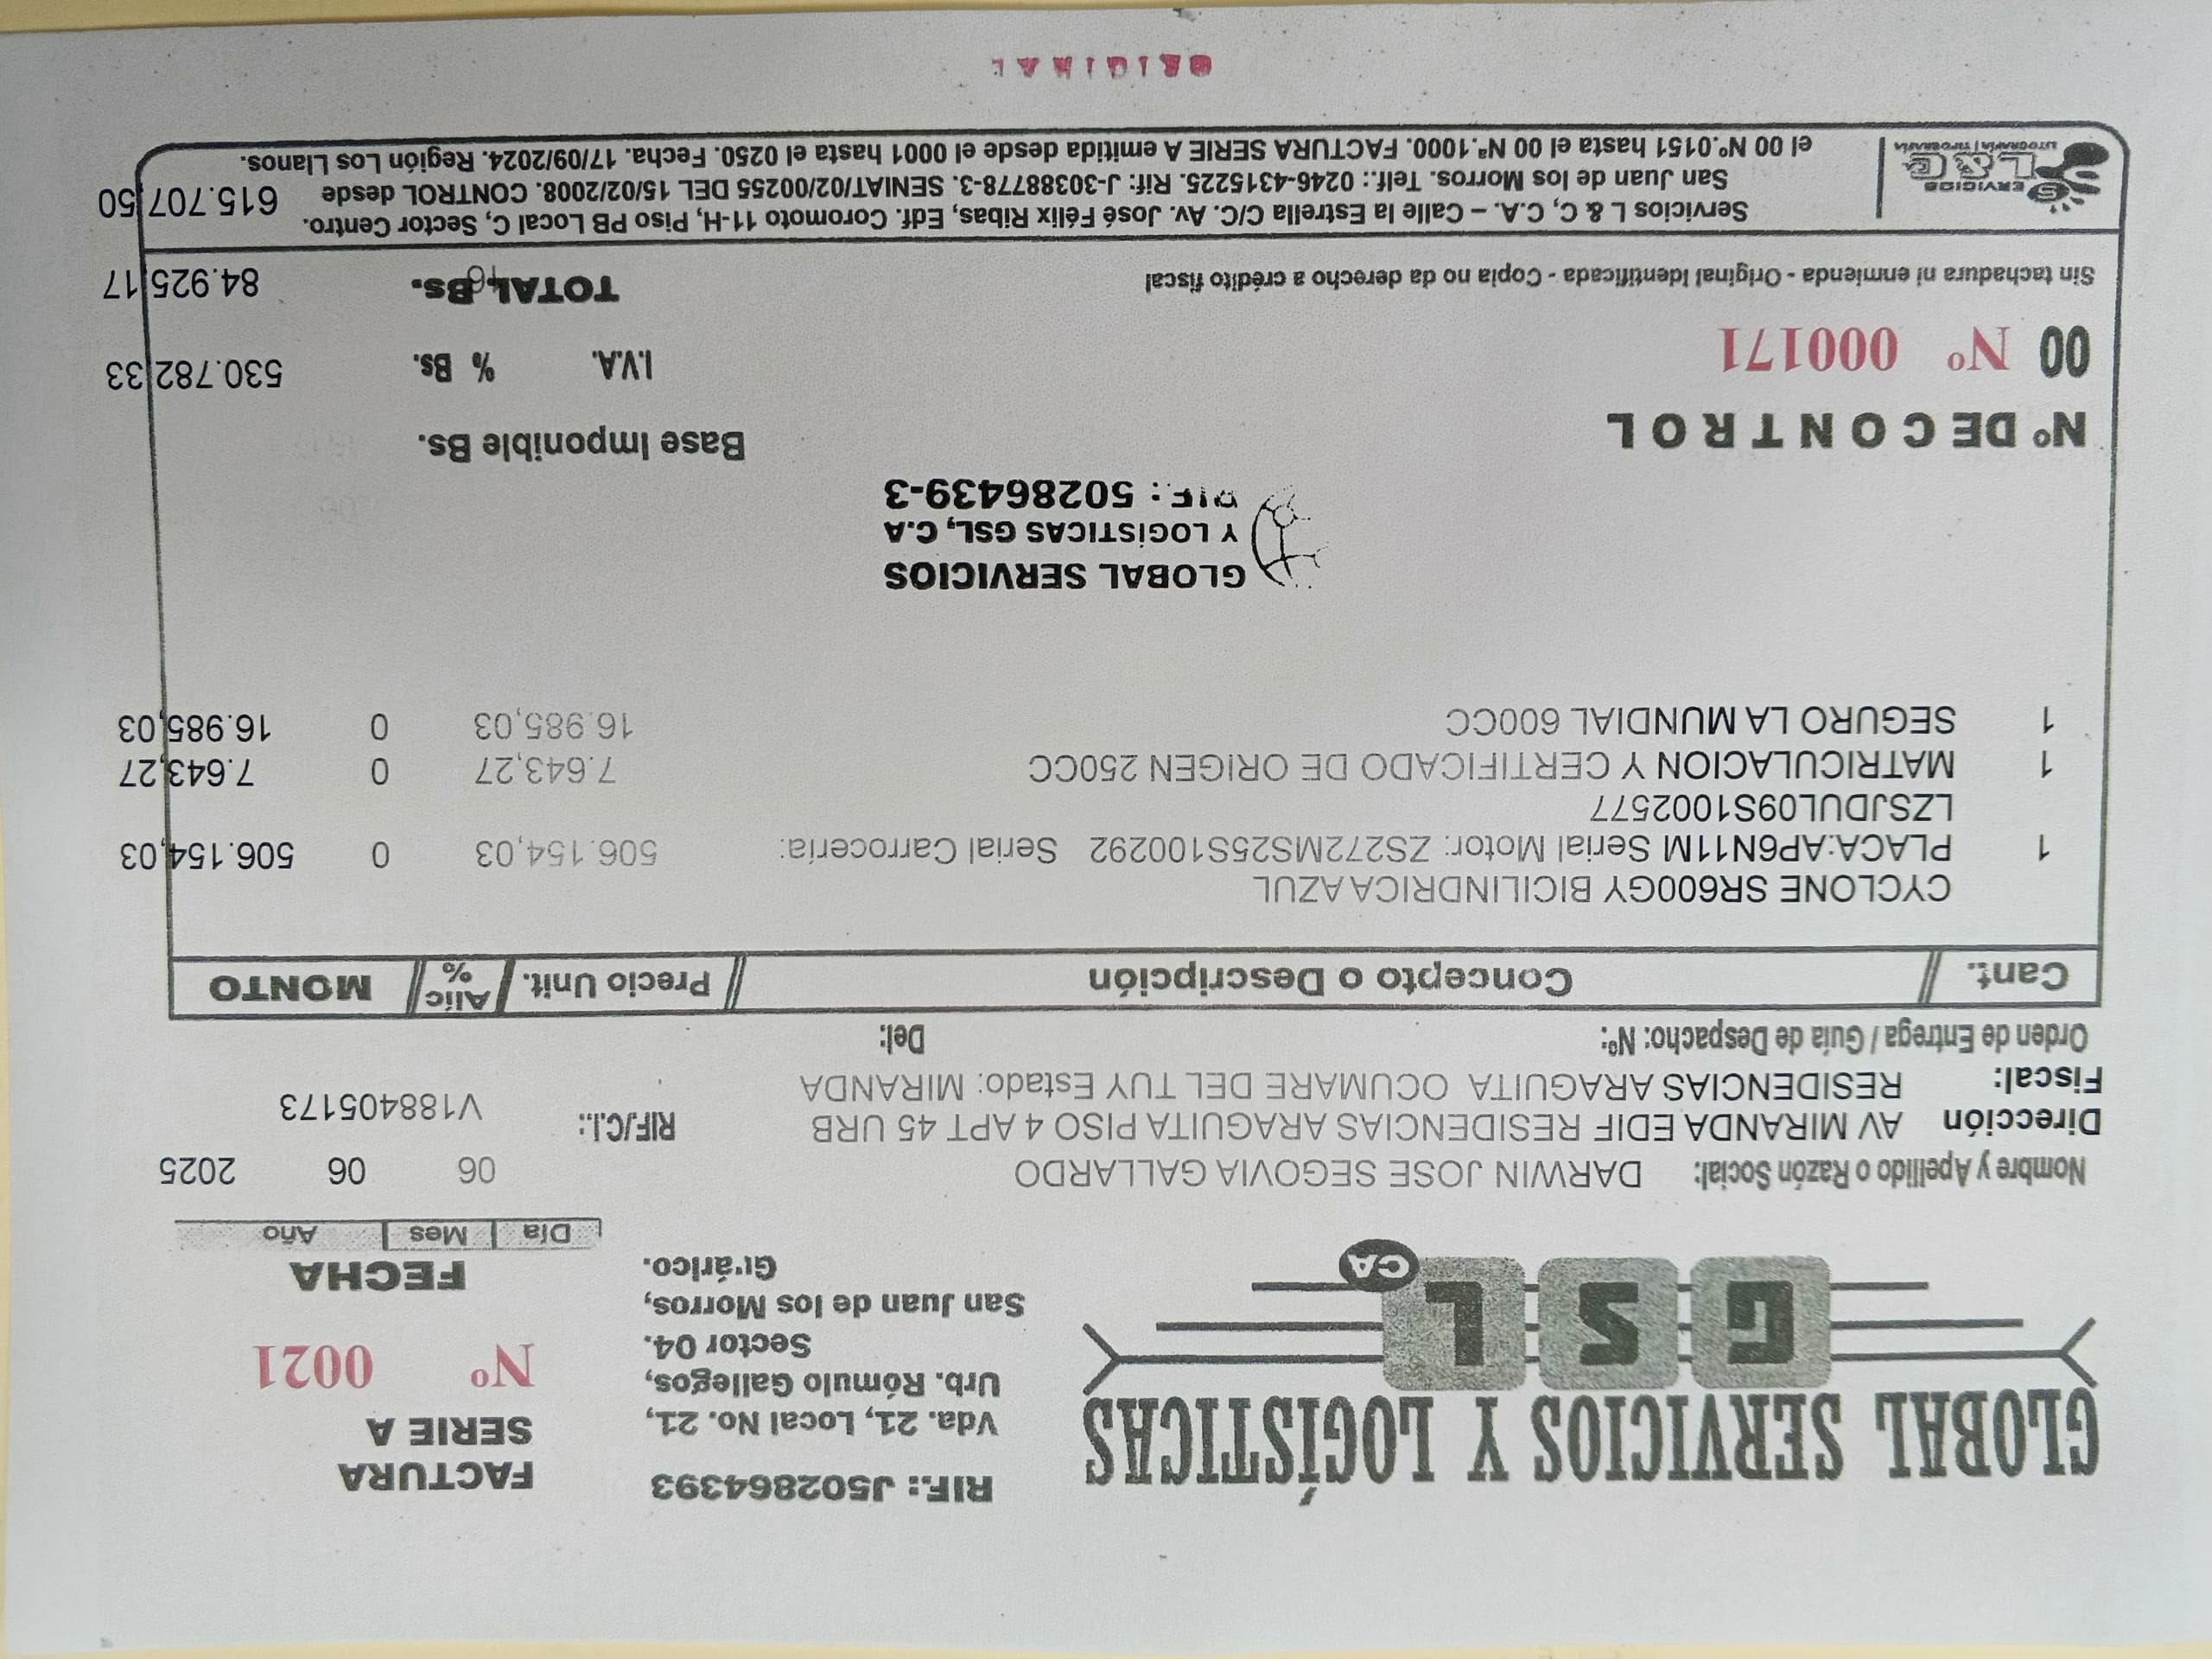 GLOBAL SERVICIOS Y LOGÍSTICAS
G S L CA
RIF.: J502864393
Vda. 21, Local No. 21,
Urb. Rómulo Gallegos,
Sector 04.
San Juan de los Morros,
Guárico.
FACTURA
SERIE A
Nº 0021
FECHA
Día Mes Año
06 06 2025
Nombre y Apellido o Razón Social: DARWIN JOSE SEGOVIA GALLARDO
Dirección AV MIRANDA EDIF RESIDENCIAS ARAGUITA PISO 4 APT 45 URB RIF/C.I.: V188405173
Fiscal: RESIDENCIAS ARAGUITA OCUMARE DEL TUY Estado: MIRANDA
Orden de Entrega / Guía de Despacho: Nº: Del:
Cant. Concepto o Descripción Precio Unit. Alic % MONTO
CYCLONE SR600GY BICILINDRICA AZUL
1 PLACA:AP6N11M Serial Motor: ZS272MS25S100292 Serial Carrocería: 506.154,03 0 506.154,03
LZSJDUL09S1002577
1 MATRICULACION Y CERTIFICADO DE ORIGEN 250CC 7.643,27 0 7.643,27
1 SEGURO LA MUNDIAL 600CC 16.985,03 0 16.985,03
GLOBAL SERVICIOS
Y LOGÍSTICAS GSL, C.A
RIF : 50286439-3
Nº DE CONTROL
00 Nº 000171
Base Imponible Bs. 530.782,33
I.V.A. % Bs. 84.925,17
TOTAL Bs. 615.707,50
Sin tachadura ni enmienda - Original Identificada - Copia no da derecho a crédito fiscal
SERVICIOS
L&C
LITOGRAFÍA | TIPOGRAFÍA
Servicios L & C, C.A. – Calle la Estrella C/C. Av. José Félix Ribas, Edf. Coromoto 11-H, Piso PB Local C, Sector Centro.
San Juan de los Morros. Telf.: 0246-4315225. Rif: J-30388778-3. SENIAT/02/00255 DEL 15/02/2008. CONTROL desde
el 00 Nº.0151 hasta el 00 Nª.1000. FACTURA SERIE A emitida desde el 0001 hasta el 0250. Fecha. 17/09/2024. Región Los Llanos.
ORIGINAL